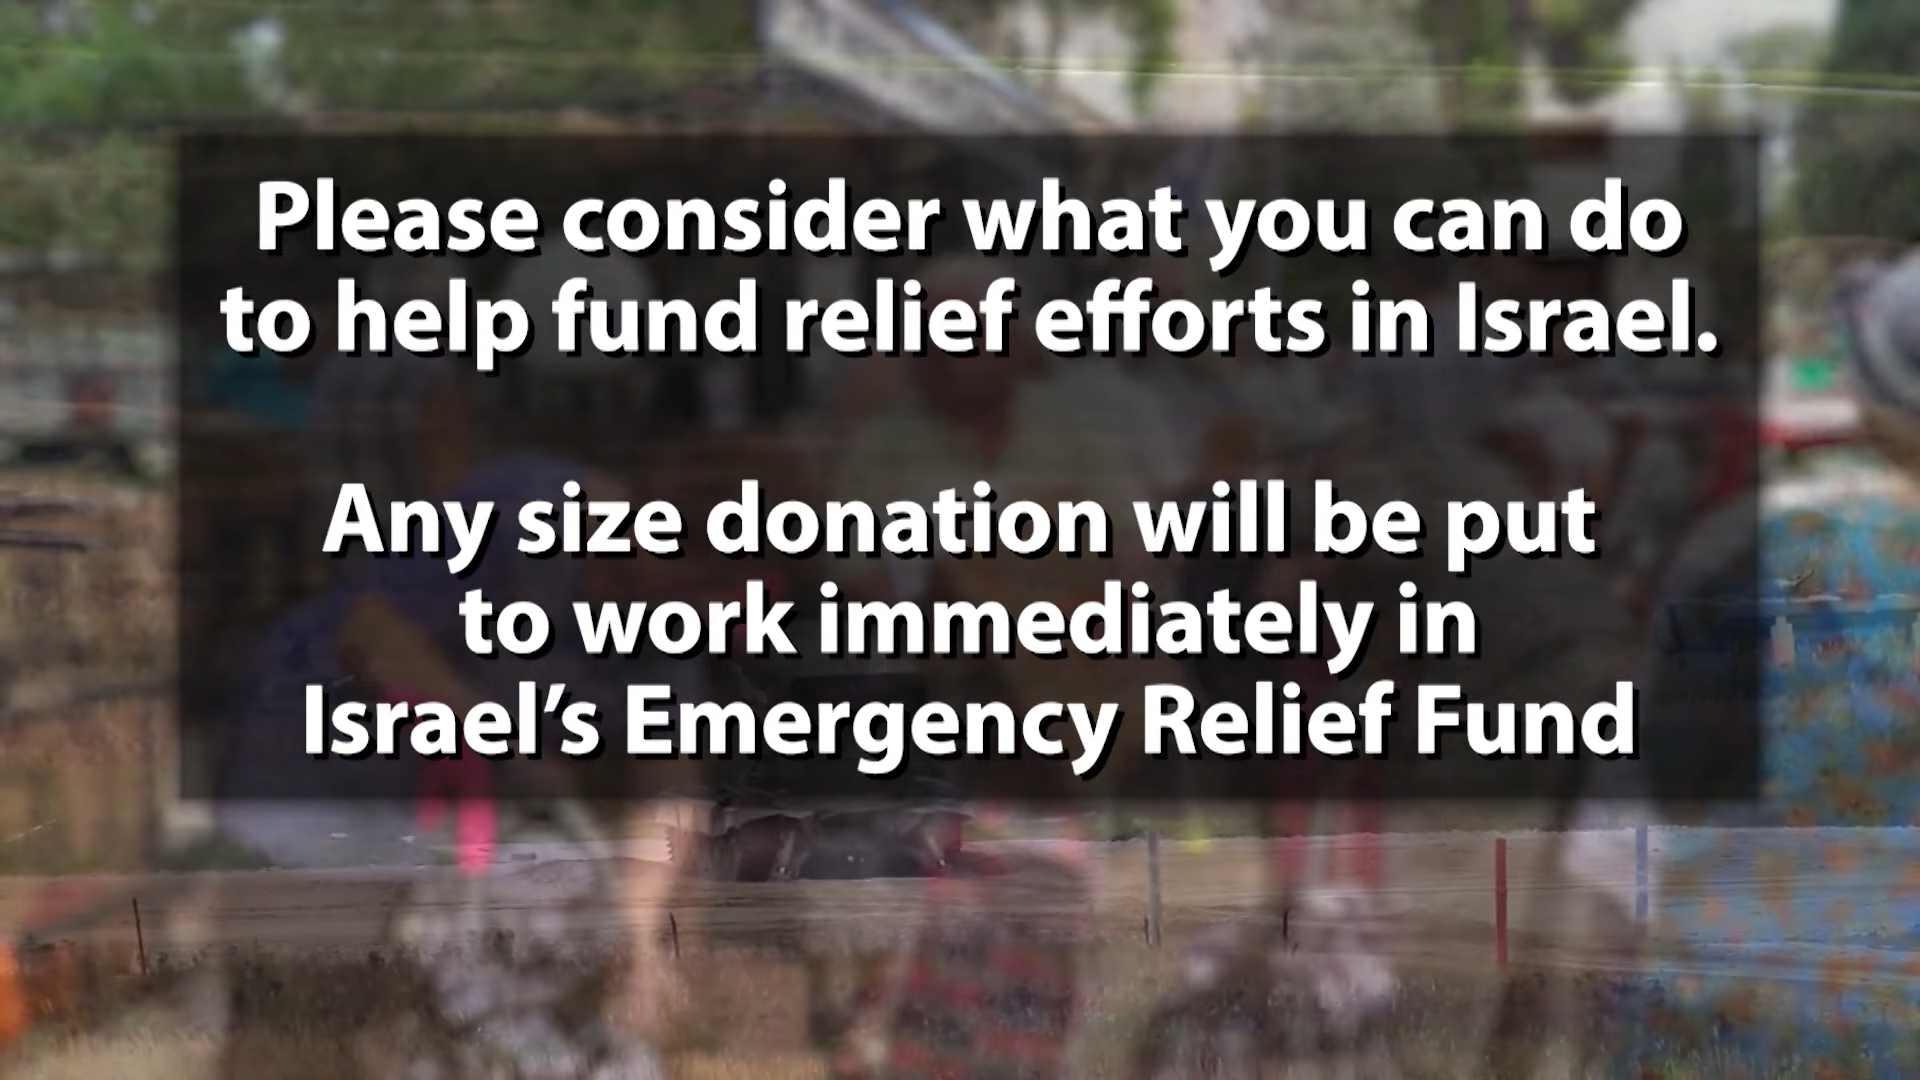 Please consider what you can do
to help fund relief efforts in Israel.
Any size donation will be put
to work immediately in
Israel’s Emergency Relief Fund